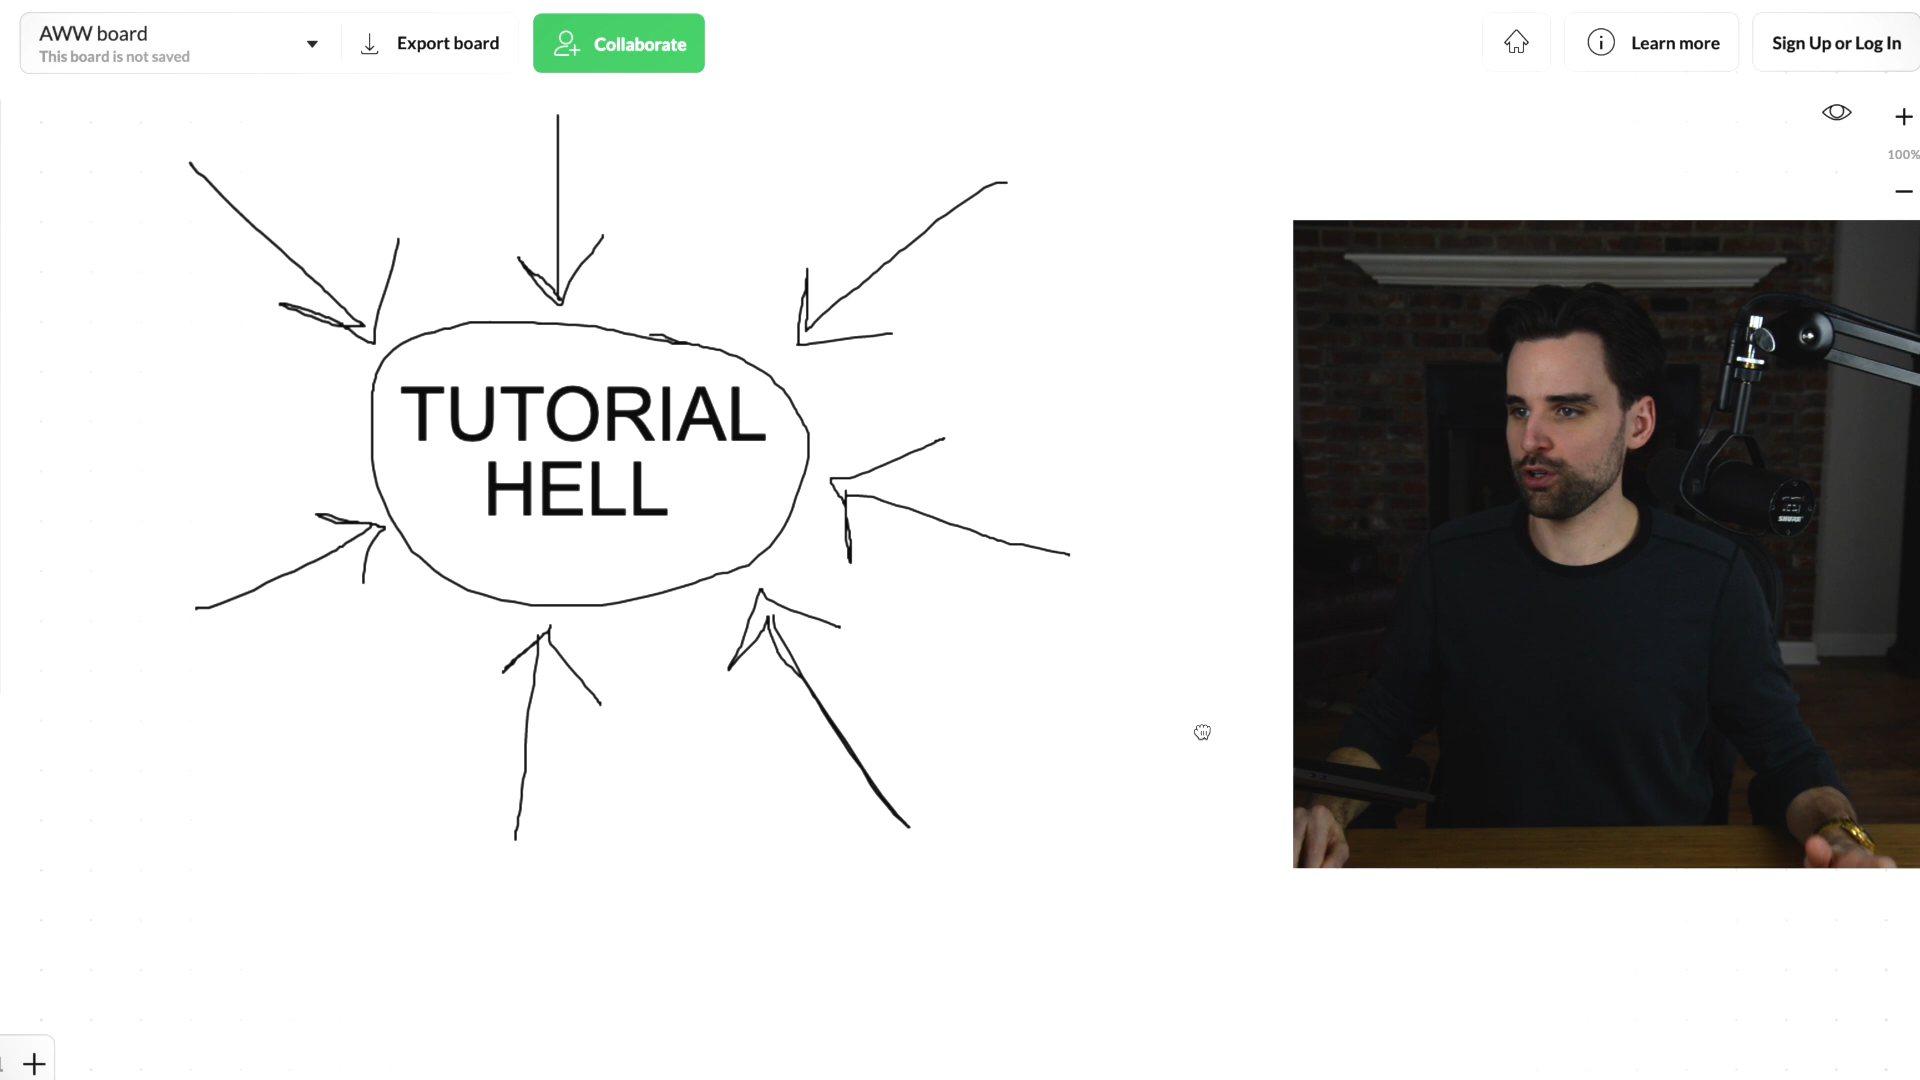 AWW board
This board is not saved
Export board
Collaborate
Learn more
Sign Up or Log In
100%
TUTORIAL
HELL
SHURE